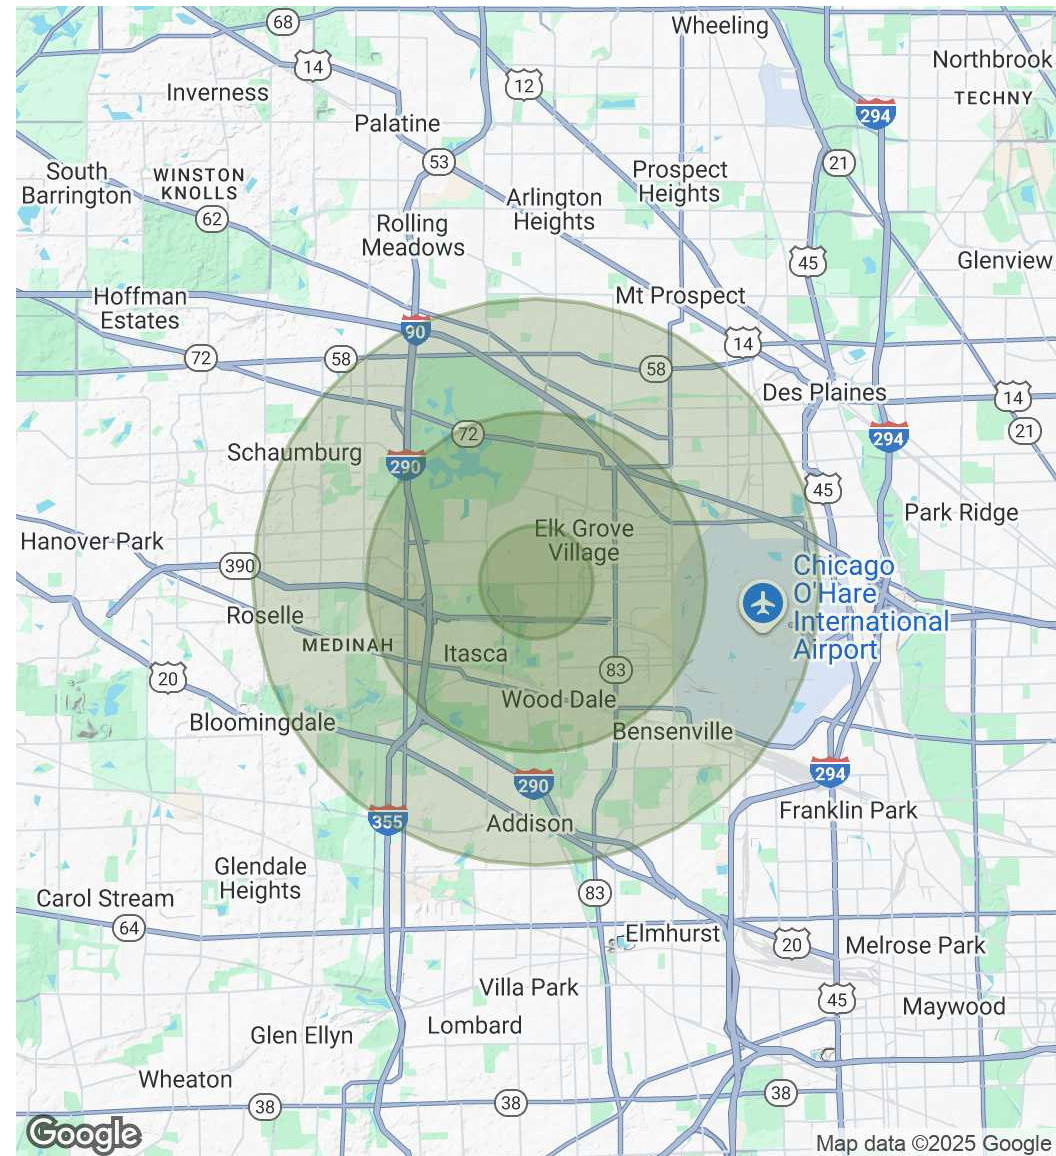 68
Wheeling
14
12
Northbrook
TECHNY
Inverness
294
Palatine
53
21
South
Barrington
WINSTON
KNOLLS
Prospect
Heights
Arlington
Heights
62
Rolling
Meadows
45
Glenview
Hoffman
Estates
Mt Prospect
90
14
72
58
58
Des Plaines
14
72
21
294
Schaumburg
290
45
Park Ridge
Elk Grove
Village
Hanover Park
390
Chicago
O'Hare
International
Airport
Roselle
MEDINAH
Itasca
83
20
Wood Dale
Bloomingdale
Bensenville
294
290
355
Addison
Franklin Park
Glendale
Heights
83
Carol Stream
64
Elmhurst
20
Melrose Park
Villa Park
45
Maywood
Lombard
Glen Ellyn
Wheaton
38
38
38
Google
Map data ©2025 Google